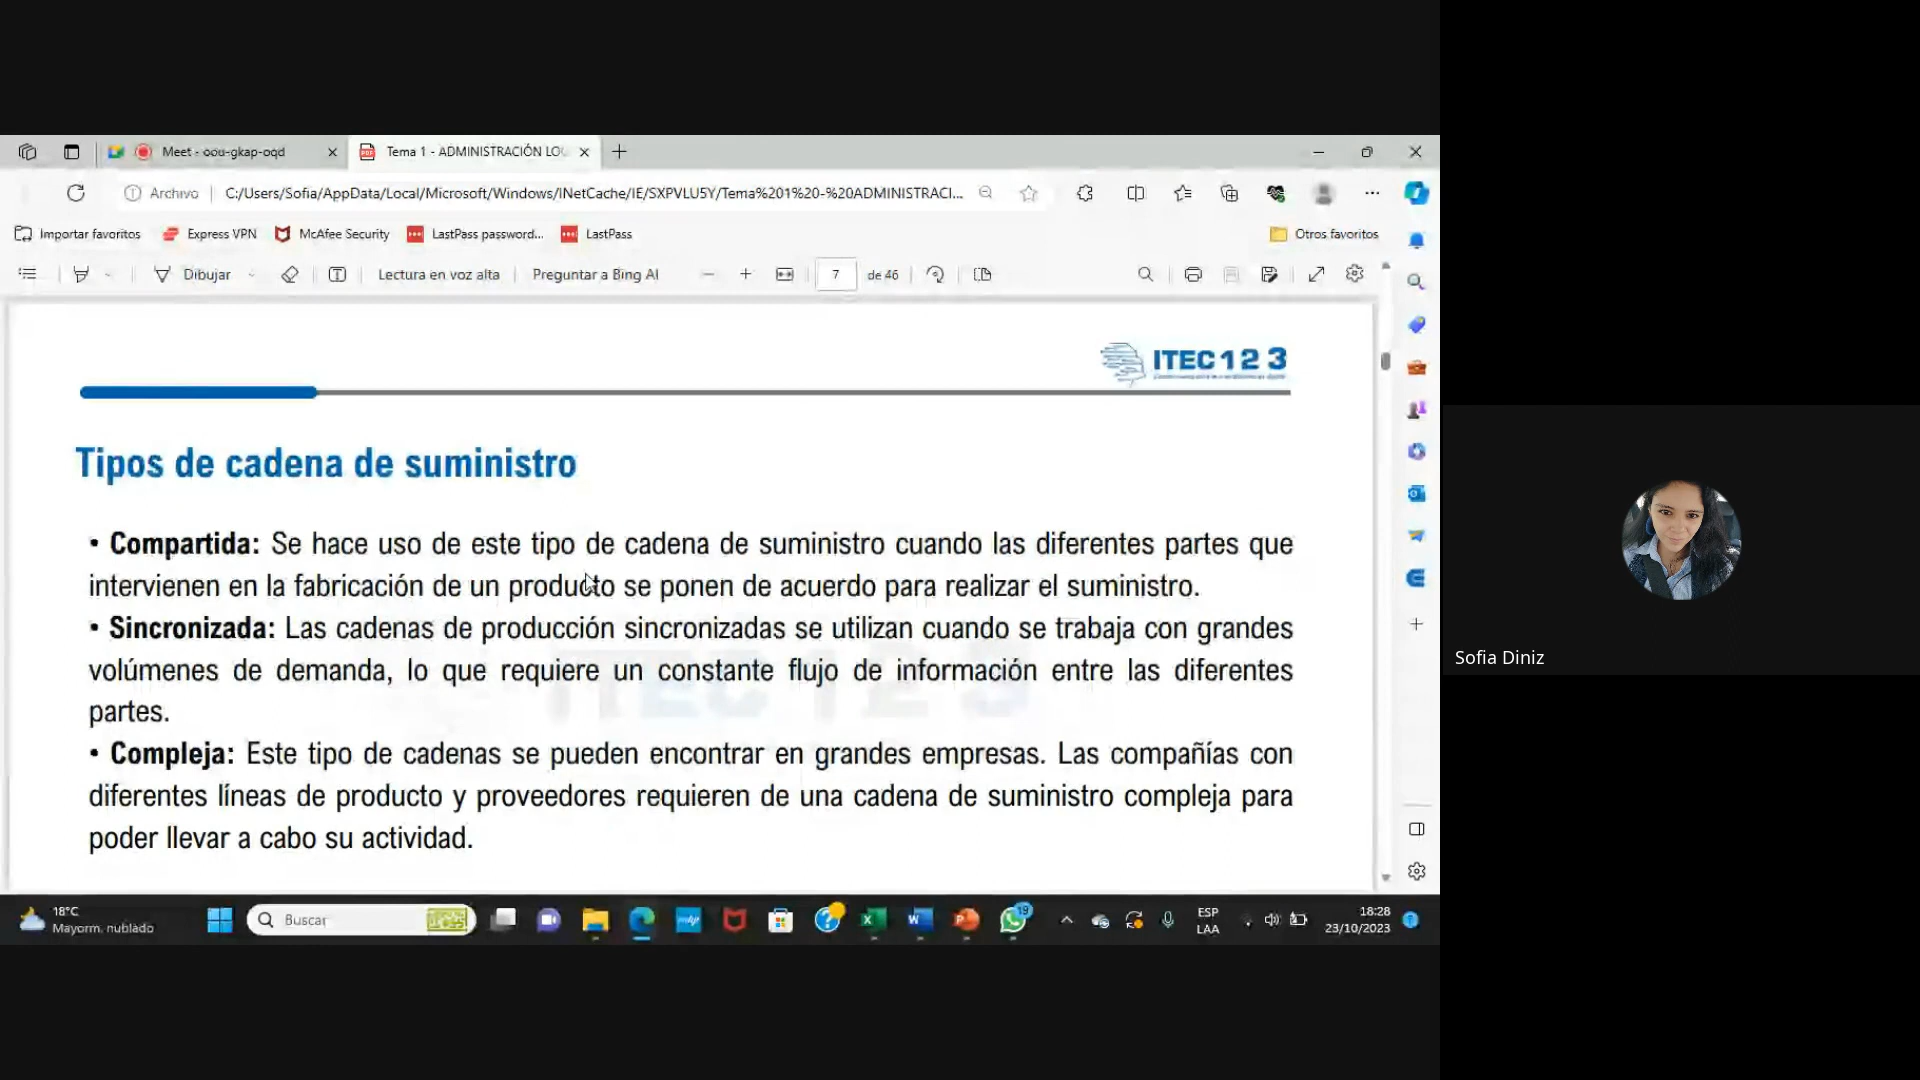 Meet - oou-gkap-oqd
Tema 1 - ADMINISTRACIÓN LO
Archivo
C:/Users/Sofia/AppData/Local/Microsoft/Windows/INetCache/IE/SXPVLU5Y/Tema%201%20-%20ADMINISTRACI...
Importar favoritos
Express VPN
McAfee Security
LastPass password...
LastPass
Otros favoritos
Dibujar
Lectura en voz alta
Preguntar a Bing AI
7
de 46
ITEC 1 2 3
Tipos de cadena de suministro
• Compartida: Se hace uso de este tipo de cadena de suministro cuando las diferentes partes que
intervienen en la fabricación de un producto se ponen de acuerdo para realizar el suministro.
• Sincronizada: Las cadenas de producción sincronizadas se utilizan cuando se trabaja con grandes
volúmenes de demanda, lo que requiere un constante flujo de información entre las diferentes
partes.
• Compleja: Este tipo de cadenas se pueden encontrar en grandes empresas. Las compañías con
diferentes líneas de producto y proveedores requieren de una cadena de suministro compleja para
poder llevar a cabo su actividad.
ITEC 1 2 3
Sofia Diniz
18°C
Mayorm. nublado
Buscar
19
ESP
LAA
18:28
23/10/2023